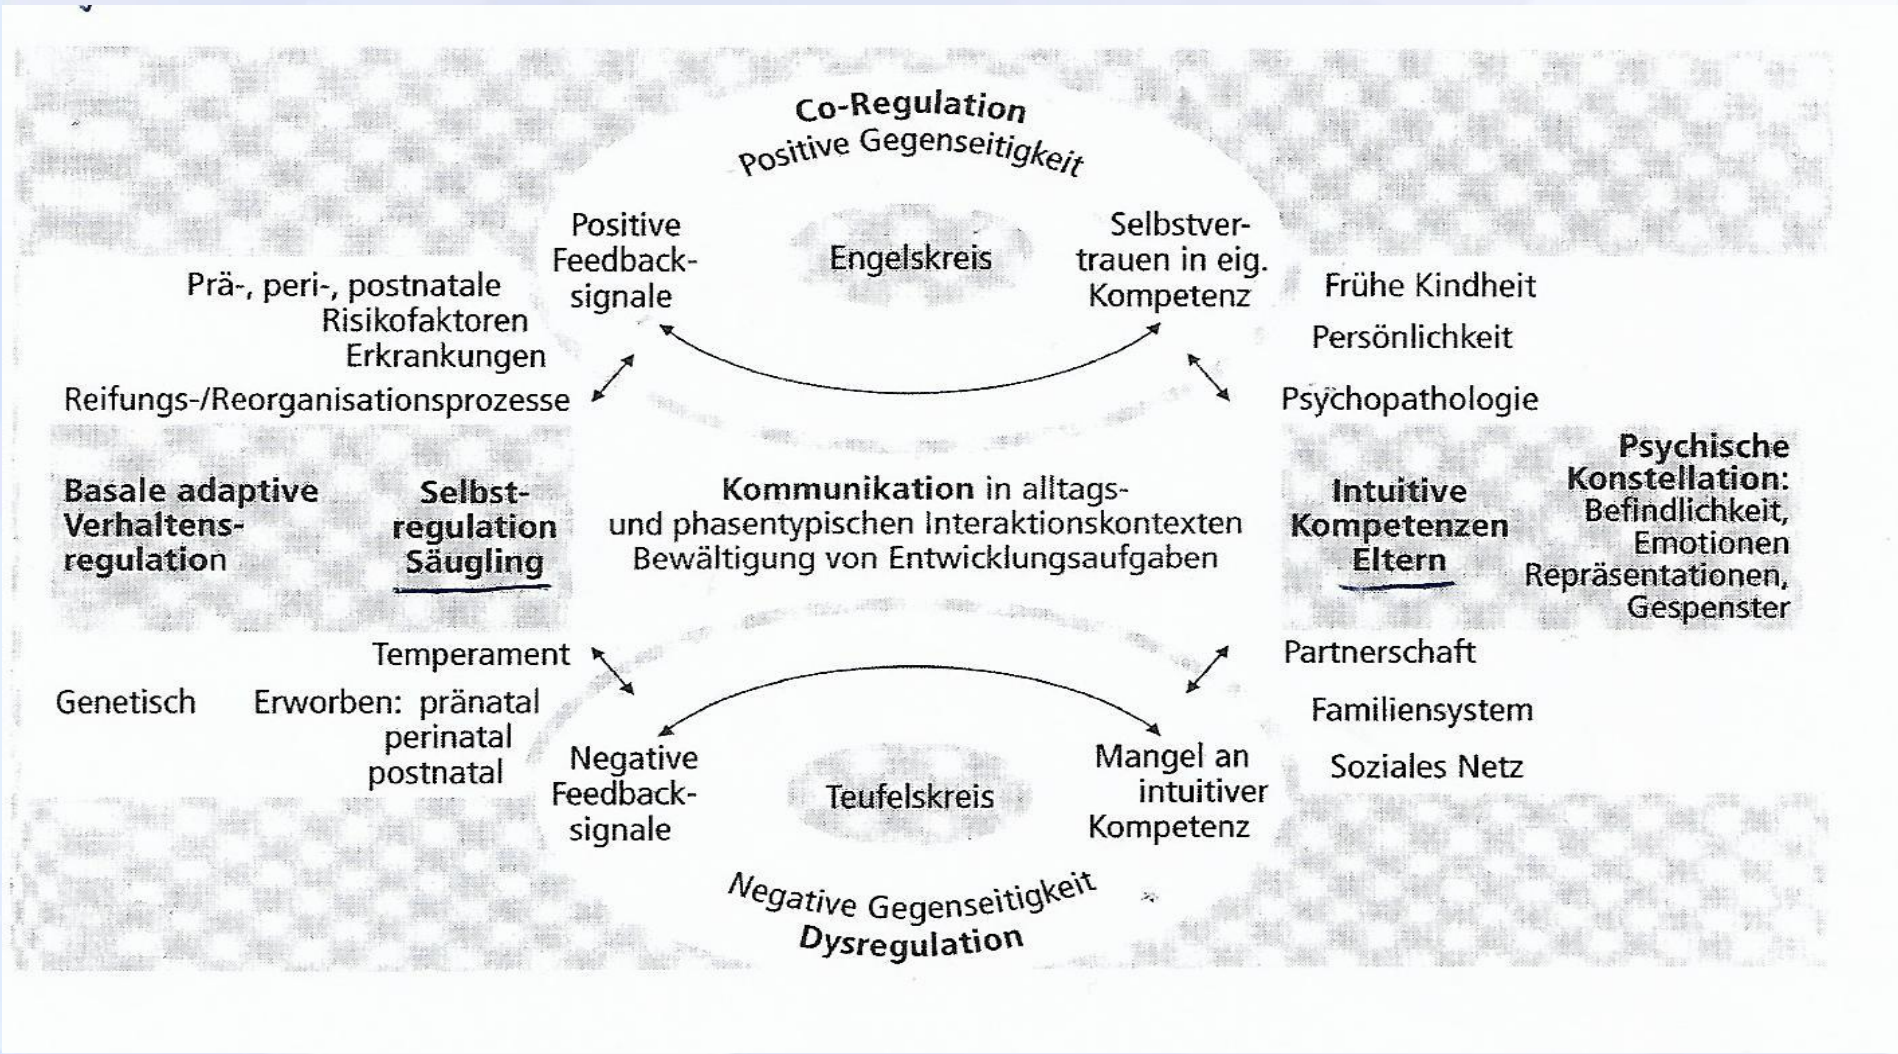 Co-Regulation
Positive Gegenseitigkeit
Positive
Feedback-
signale
Engelskreis
Selbstver-
trauen in eig.
Kompetenz
Prä-, peri-, postnatale
Risikofaktoren
Erkrankungen
Reifungs-/Reorganisationsprozesse
Frühe Kindheit
Persönlichkeit
Psychopathologie
Basale adaptive
Verhaltens-
regulation
Selbst-
regulation
Säugling
Kommunikation in alltags-
und phasentypischen Interaktionskontexten
Bewältigung von Entwicklungsaufgaben
Intuitive
Kompetenzen
Eltern
Psychische
Konstellation:
Befindlichkeit,
Emotionen
Repräsentationen,
Gespenster
Temperament
Genetisch Erworben: pränatal
perinatal
postnatal
Partnerschaft
Familiensystem
Soziales Netz
Negative
Feedback-
signale
Teufelskreis
Mangel an
intuitiver
Kompetenz
Negative Gegenseitigkeit
Dysregulation